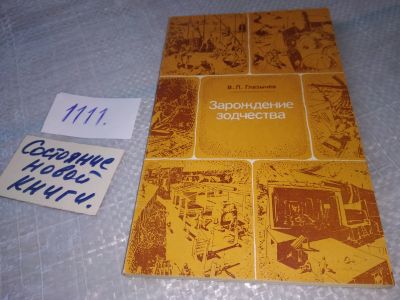 1111.
Состояние
новой
книги.
В. Л. Глазычев
Зарождение
зодчества